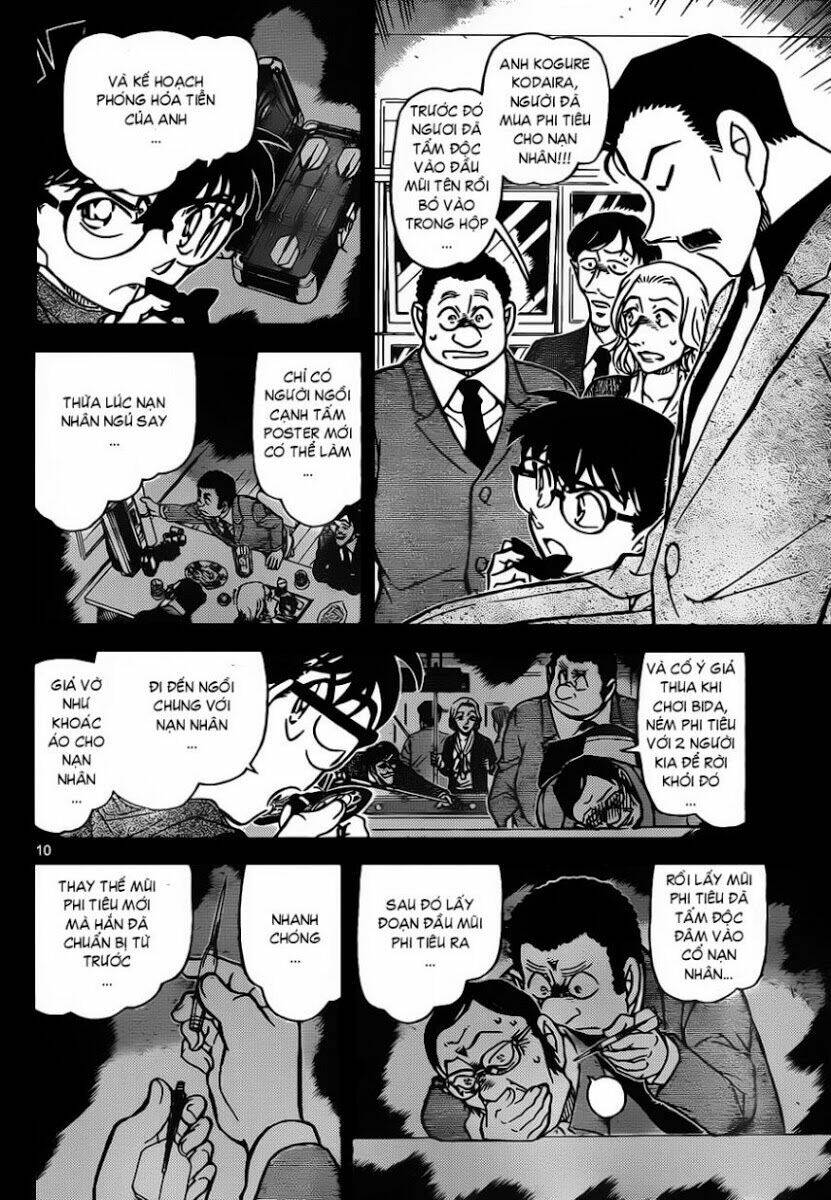 ANH KOGURE
KODAIRA,
NGƯỜI ĐÃ
MUA PHI TIÊU
CHO NẠN
NHÂN!!!
TRƯỚC ĐÓ
NGƯƠI ĐÃ
TẨM ĐỘC
VÀO ĐẦU
MŨI TÊN RỒI
BỎ VÀO
TRONG HỘP
...
VÀ KẾ HOẠCH
PHÓNG HỎA TIỄN
CỦA ANH
...
CHỈ CÓ
NGƯỜI NGỒI
CẠNH TẤM
POSTER MỚI
CÓ THỂ LÀM
...
THỪA LÚC NẠN
NHÂN NGỦ SAY
...
VÀ CỐ Ý GIẢ
THUA KHI
CHƠI BIDA,
NÉM PHI TIÊU
VỚI 2 NGƯỜI
KIA ĐỂ RỜI
KHỎI ĐÓ
...
ĐI ĐẾN NGỒI
CHUNG VỚI
NẠN NHÂN
...
GIẢ VỜ
NHƯ
KHOÁC
ÁO CHO
NẠN
NHÂN
...
10
RỒI LẤY MŨI
PHI TIÊU ĐÃ
TẨM ĐỘC
ĐÂM VÀO
CỔ NẠN
NHÂN...
SAU ĐÓ LẤY
ĐOẠN ĐẦU MŨI
PHI TIÊU RA
...
NHANH
CHÓNG
...
THAY THẾ MŨI
PHI TIÊU MỚI
MÀ HẮN ĐÃ
CHUẨN BỊ TỪ
TRƯỚC
...